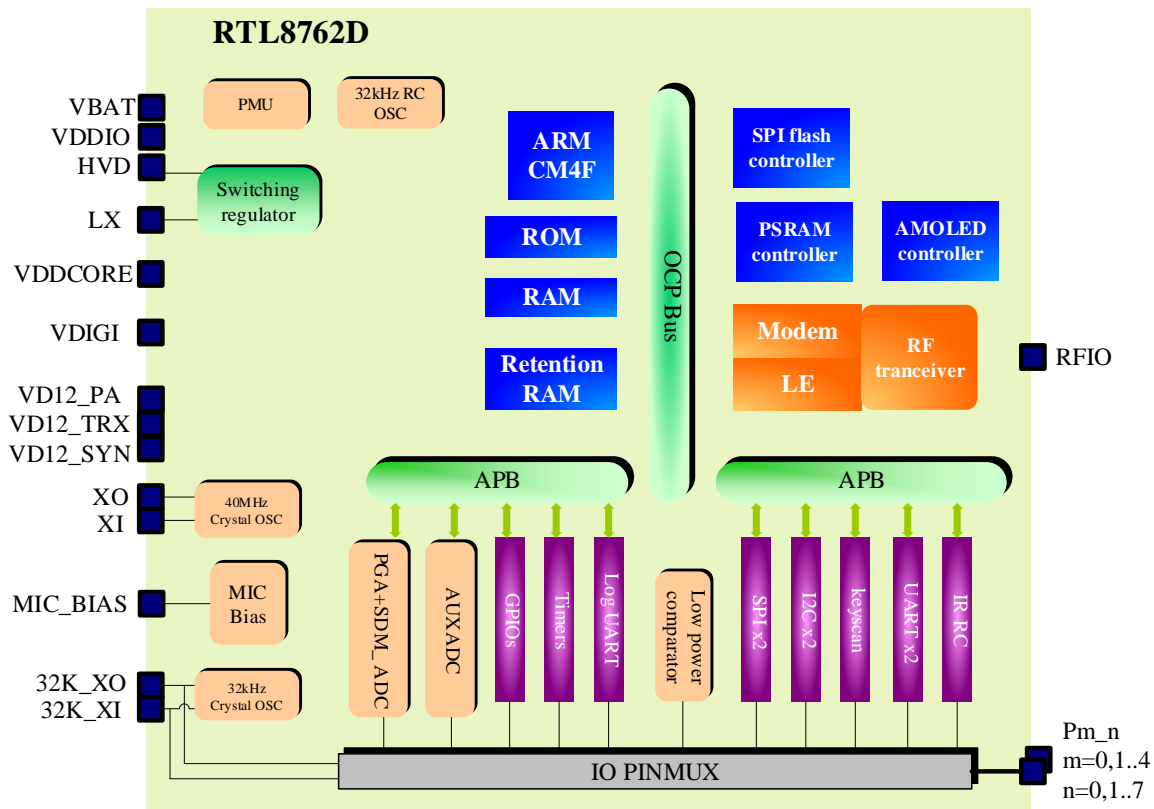 RTL8762D
VBAT
VDDIO
HVD
LX
VDDCORE
VDIGI
VD12_PA
VD12_TRX
VD12_SYN
XO
XI
MIC_BIAS
32K_XO
32K_XI
PMU
32kHz RC
OSC
Switching
regulator
40MHz
Crystal OSC
MIC
Bias
32kHz
Crystal OSC
ARM
CM4F
ROM
RAM
Retention
RAM
OCP Bus
SPI flash
controller
PSRAM
controller
AMOLED
controller
Modem
LE
RF
tranceiver
RFIO
APB
APB
PGA+SDM_ ADC
AUXADC
GPIOs
Timers
Log UART
Low power
comparator
SPI x2
I2C x2
keyscan
UART x2
IR RC
IO PINMUX
Pm_n
m=0,1..4
n=0,1..7